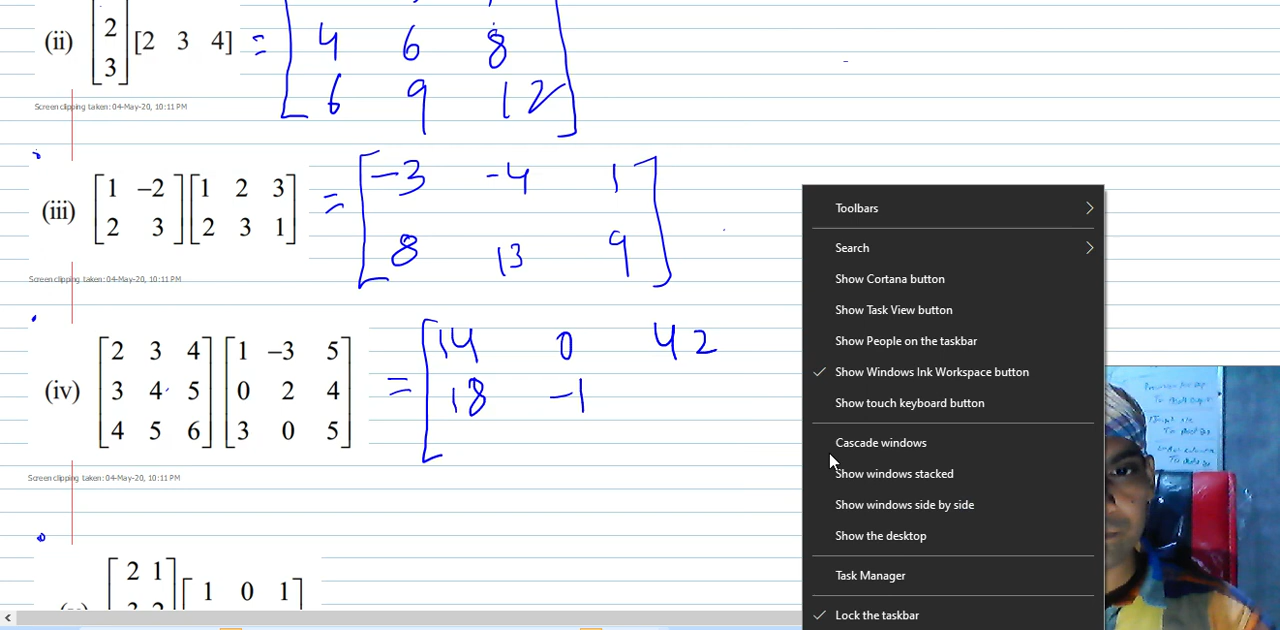 (ii) 2 [2 3 4] = 4 6 8
3 6 9 12
Screen clipping taken: 04-May-20, 10:11 PM
(iii) [1 -2] [1 2 3] = [-3 -4 1]
[2 3] [2 3 1] [8 13 9]
Screen clipping taken: 04-May-20, 10:11 PM
[2 3 4] [1 -3 5] = [14 0 42
(iv) 3 4 5 0 2 4 18 -1
4 5 6 3 0 5
Screen clipping taken: 04-May-20, 10:11 PM
[2 1] [1 0 1]
Toolbars
Search
Show Cortana button
Show Task View button
Show People on the taskbar
Show Windows Ink Workspace button
Show touch keyboard button
Cascade windows
Show windows stacked
Show windows side by side
Show the desktop
Task Manager
Lock the taskbar